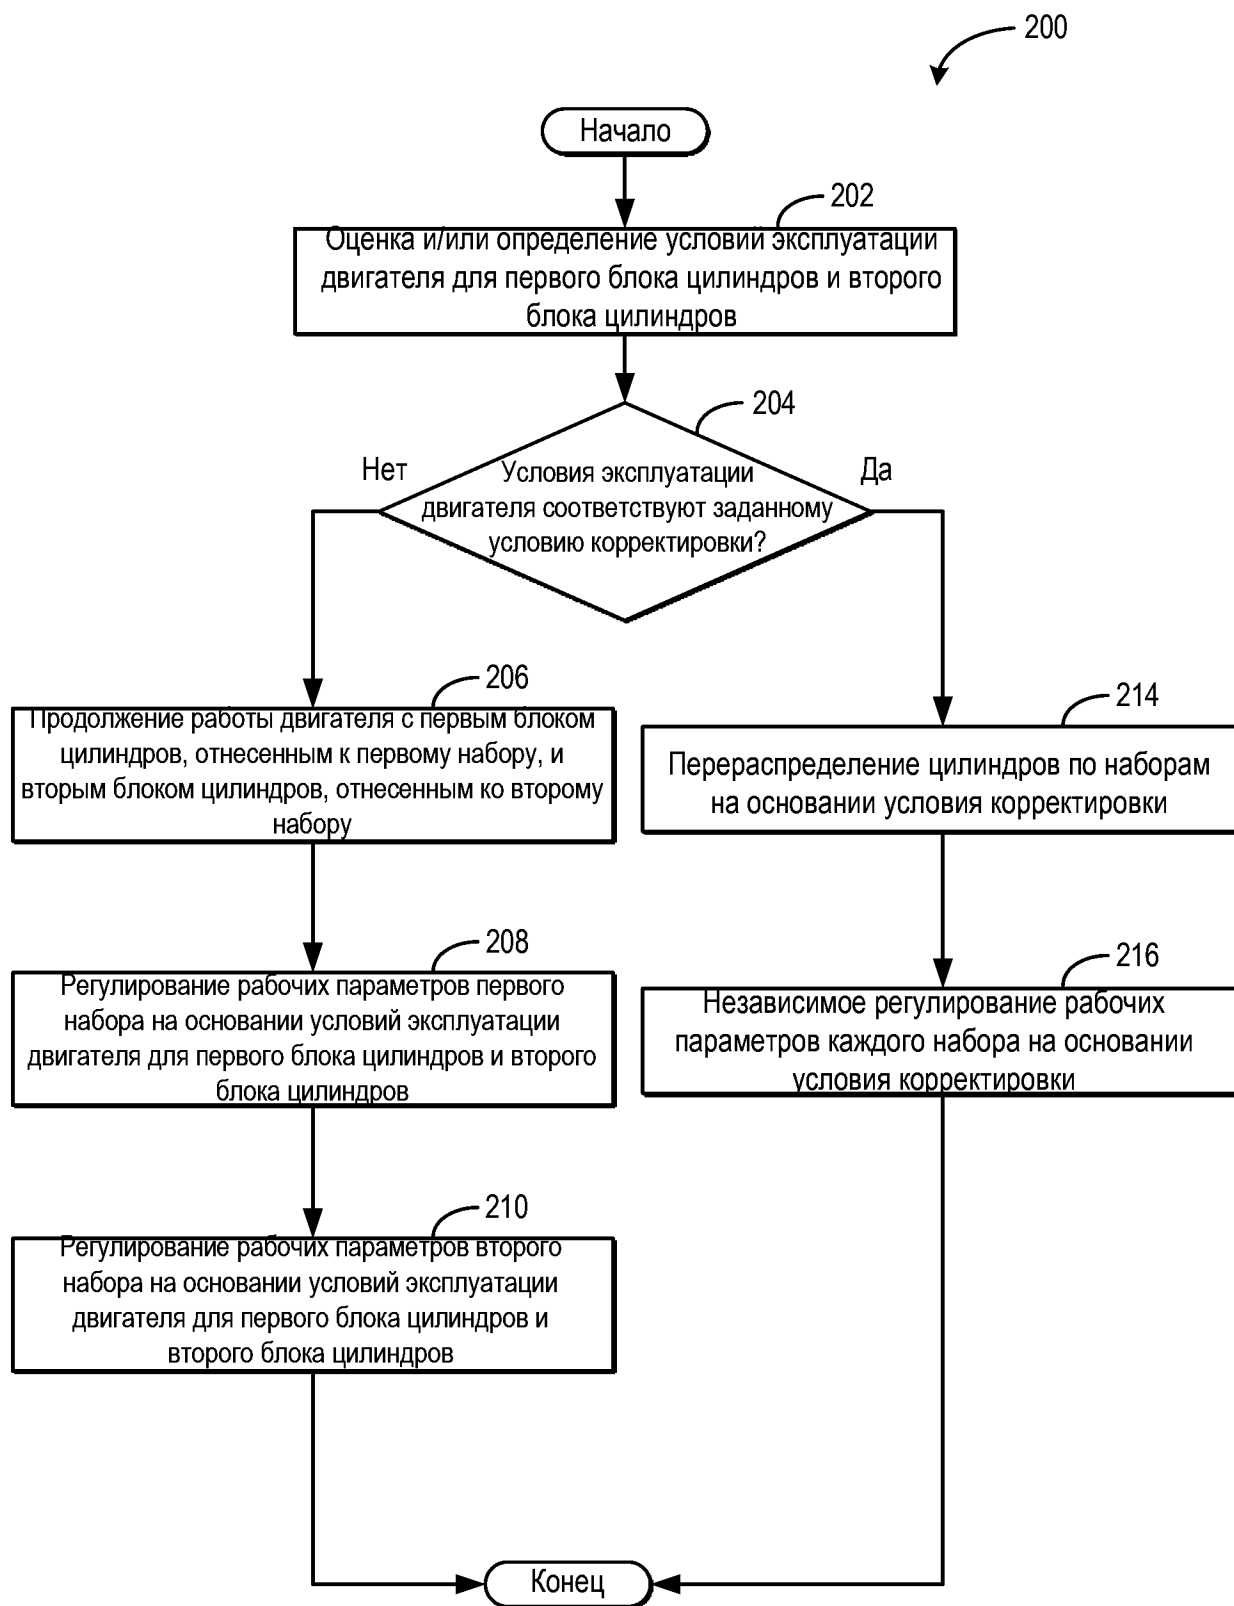 200
Начало
202
Оценка и/или определение условий эксплуатации
двигателя для первого блока цилиндров и второго
блока цилиндров
204
Нет
Да
Условия эксплуатации
двигателя соответствуют заданному
условию корректировки?
206
Продолжение работы двигателя с первым блоком
цилиндров, отнесенным к первому набору, и
вторым блоком цилиндров, отнесенным ко второму
набору
214
Перераспределение цилиндров по наборам
на основании условия корректировки
208
Регулирование рабочих параметров первого
набора на основании условий эксплуатации
двигателя для первого блока цилиндров и второго
блока цилиндров
216
Независимое регулирование рабочих
параметров каждого набора на основании
условия корректировки
210
Регулирование рабочих параметров второго
набора на основании условий эксплуатации
двигателя для первого блока цилиндров и
второго блока цилиндров
Конец